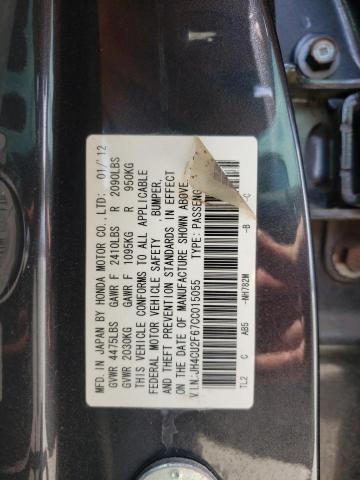 MFD. IN JAPAN BY HONDA MOTOR CO., LTD. 01/12
GVWR 4475LBS GAWR F 2410LBS R 2090LBS
GVWR 2030KG GAWR F 1095KG R 950KG
THIS VEHICLE CONFORMS TO ALL APPLICABLE
FEDERAL MOTOR VEHICLE SAFETY , BUMPER,
AND THEFT PREVENTION STANDARDS IN EFFECT
ON THE DATE OF MANUFACTURE SHOWN ABOVE.
V.I.N.: JH4CU2F67CC015055 TYPE: PASSENG
AB5 -NH782M -B
TL2 C C